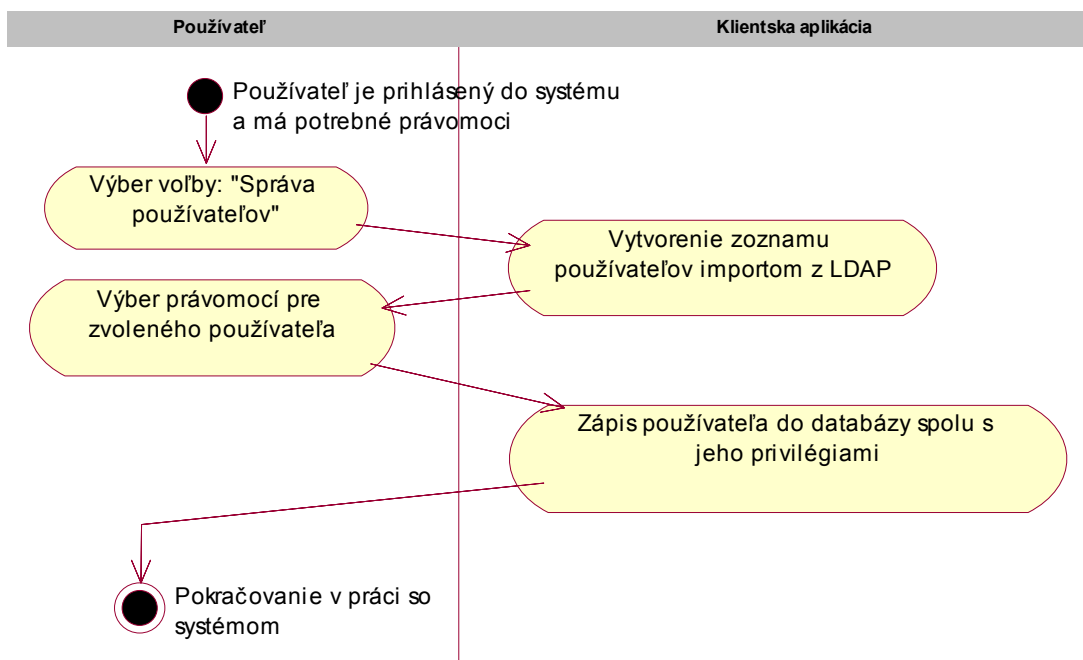 Používateľ
Klientska aplikácia
Používateľ je prihlásený do systému
a má potrebné právomoci
Výber voľby: "Správa
používateľov"
Vytvorenie zoznamu
používateľov importom z LDAP
Výber právomocí pre
zvoleného používateľa
Zápis používateľa do databázy spolu s
jeho privilégiami
Pokračovanie v práci so
systémom